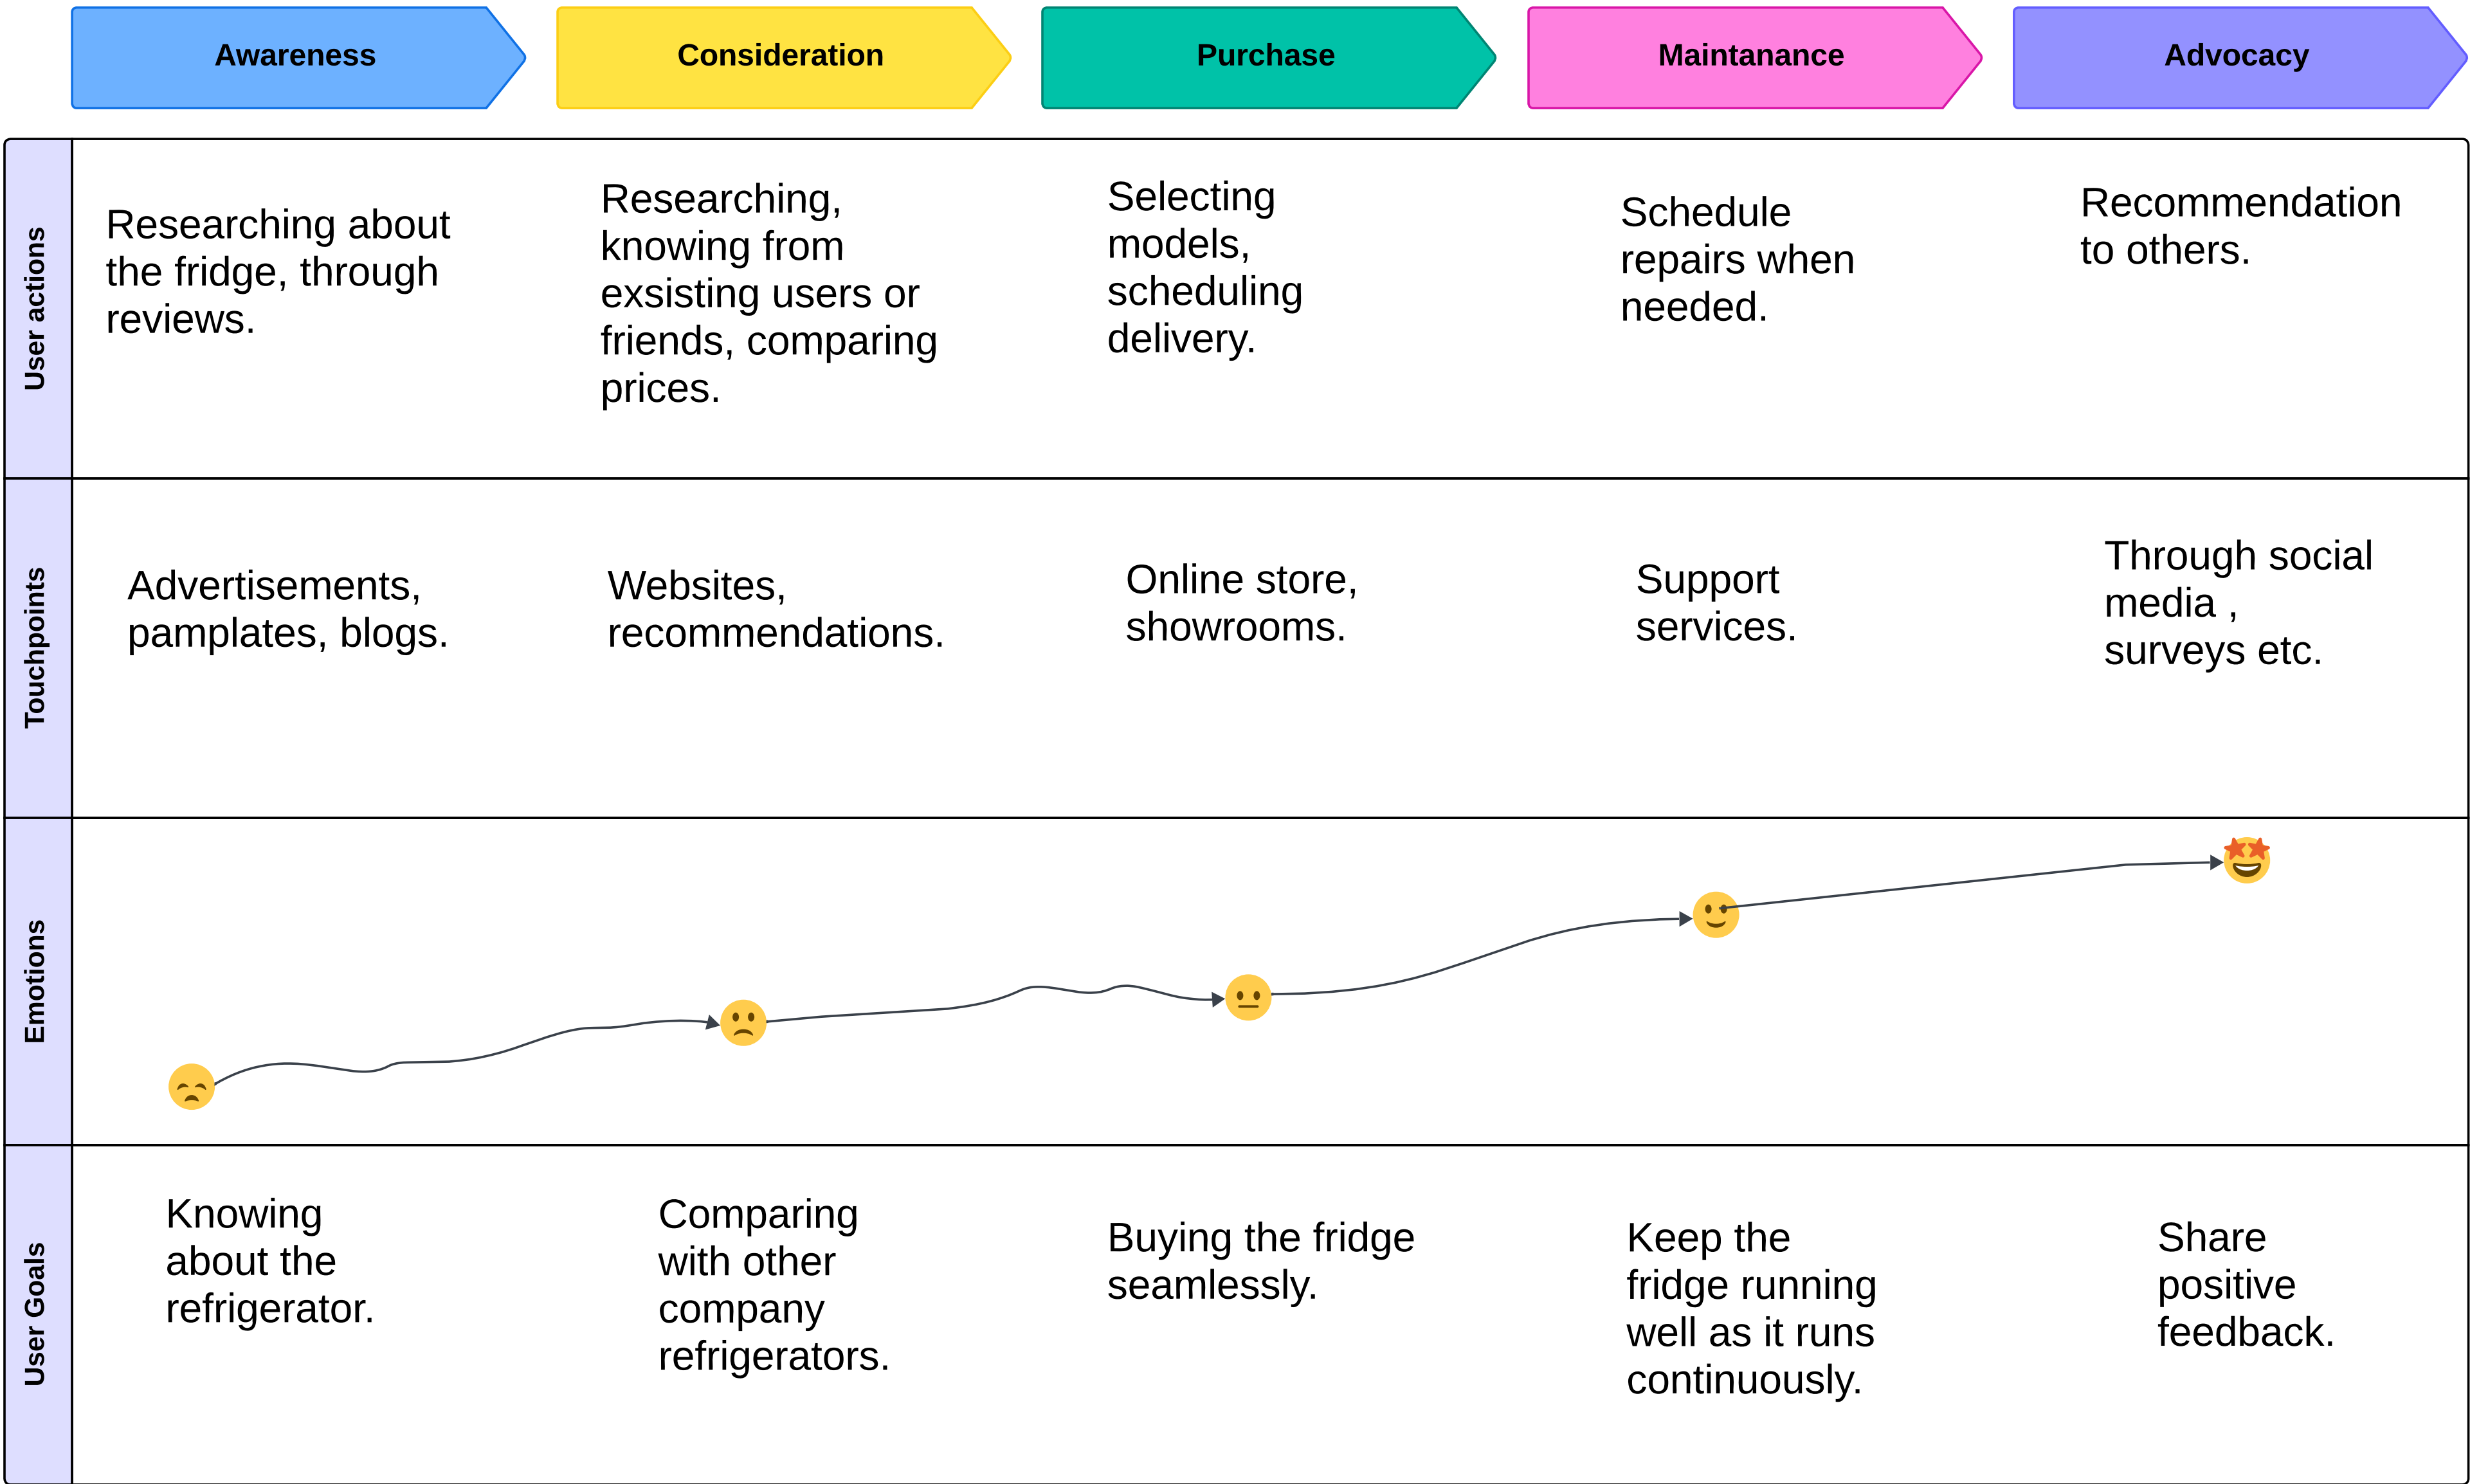 Awareness
Consideration
Purchase
Maintanance
Advocacy
User actions
Researching about
the fridge, through
reviews.
Researching,
knowing from
exsisting users or
friends, comparing
prices.
Selecting
models,
scheduling
delivery.
Schedule
repairs when
needed.
Recommendation
to others.
Touchpoints
Advertisements,
pamplates, blogs.
Websites,
recommendations.
Online store,
showrooms.
Support
services.
Through social
media ,
surveys etc.
Emotions
User Goals
Knowing
about the
refrigerator.
Comparing
with other
company
refrigerators.
Buying the fridge
seamlessly.
Keep the
fridge running
well as it runs
continuously.
Share
positive
feedback.